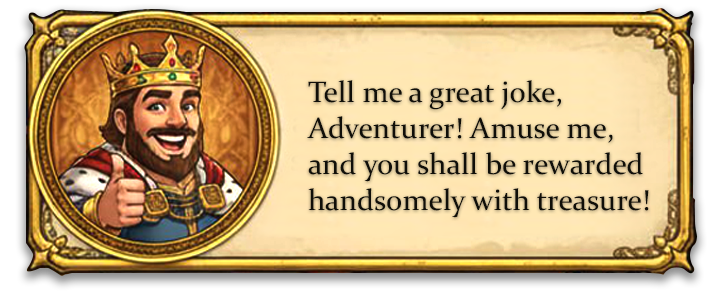 Tell me a great joke,
Adventurer! Amuse me,
and you shall be rewarded
handsomely with treasure!